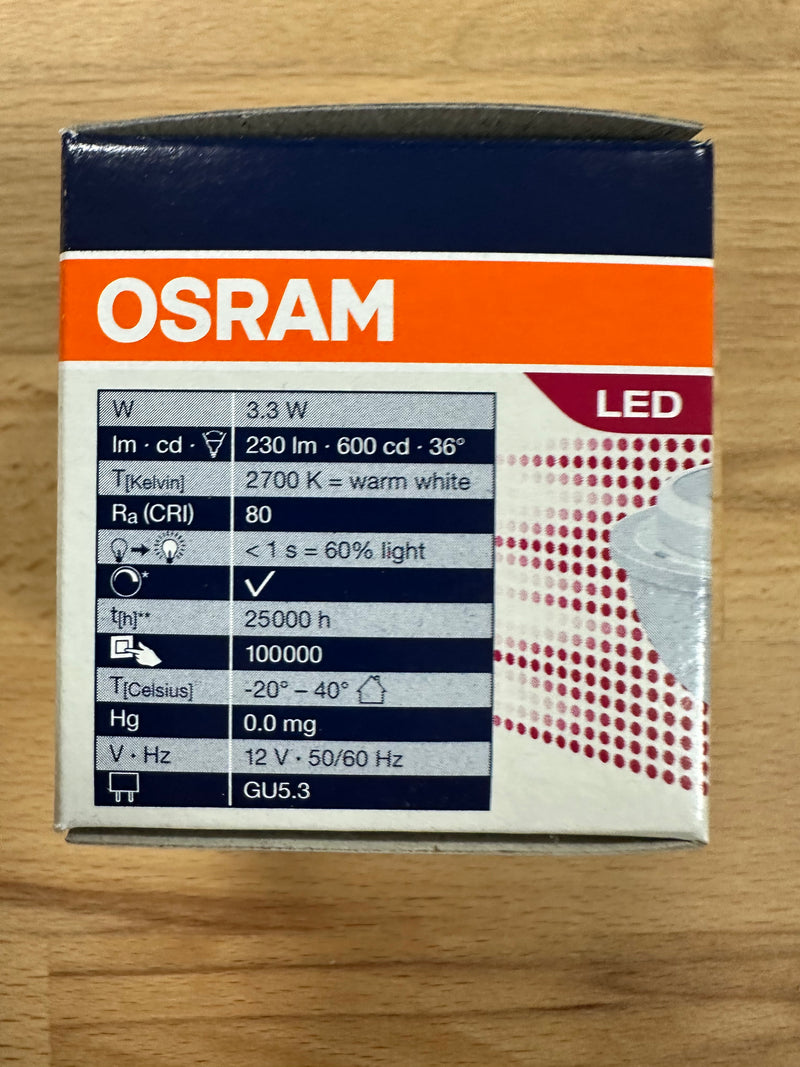 OSRAM
LED
W 3.3 W
lm · cd · 230 lm · 600 cd · 36°
T[Kelvin] 2700 K = warm white
Ra (CRI) 80
< 1 s = 60% light
* ✓
t[h]** 25000 h
100000
T[Celsius] -20° – 40°
Hg 0.0 mg
V · Hz 12 V · 50/60 Hz
GU5.3